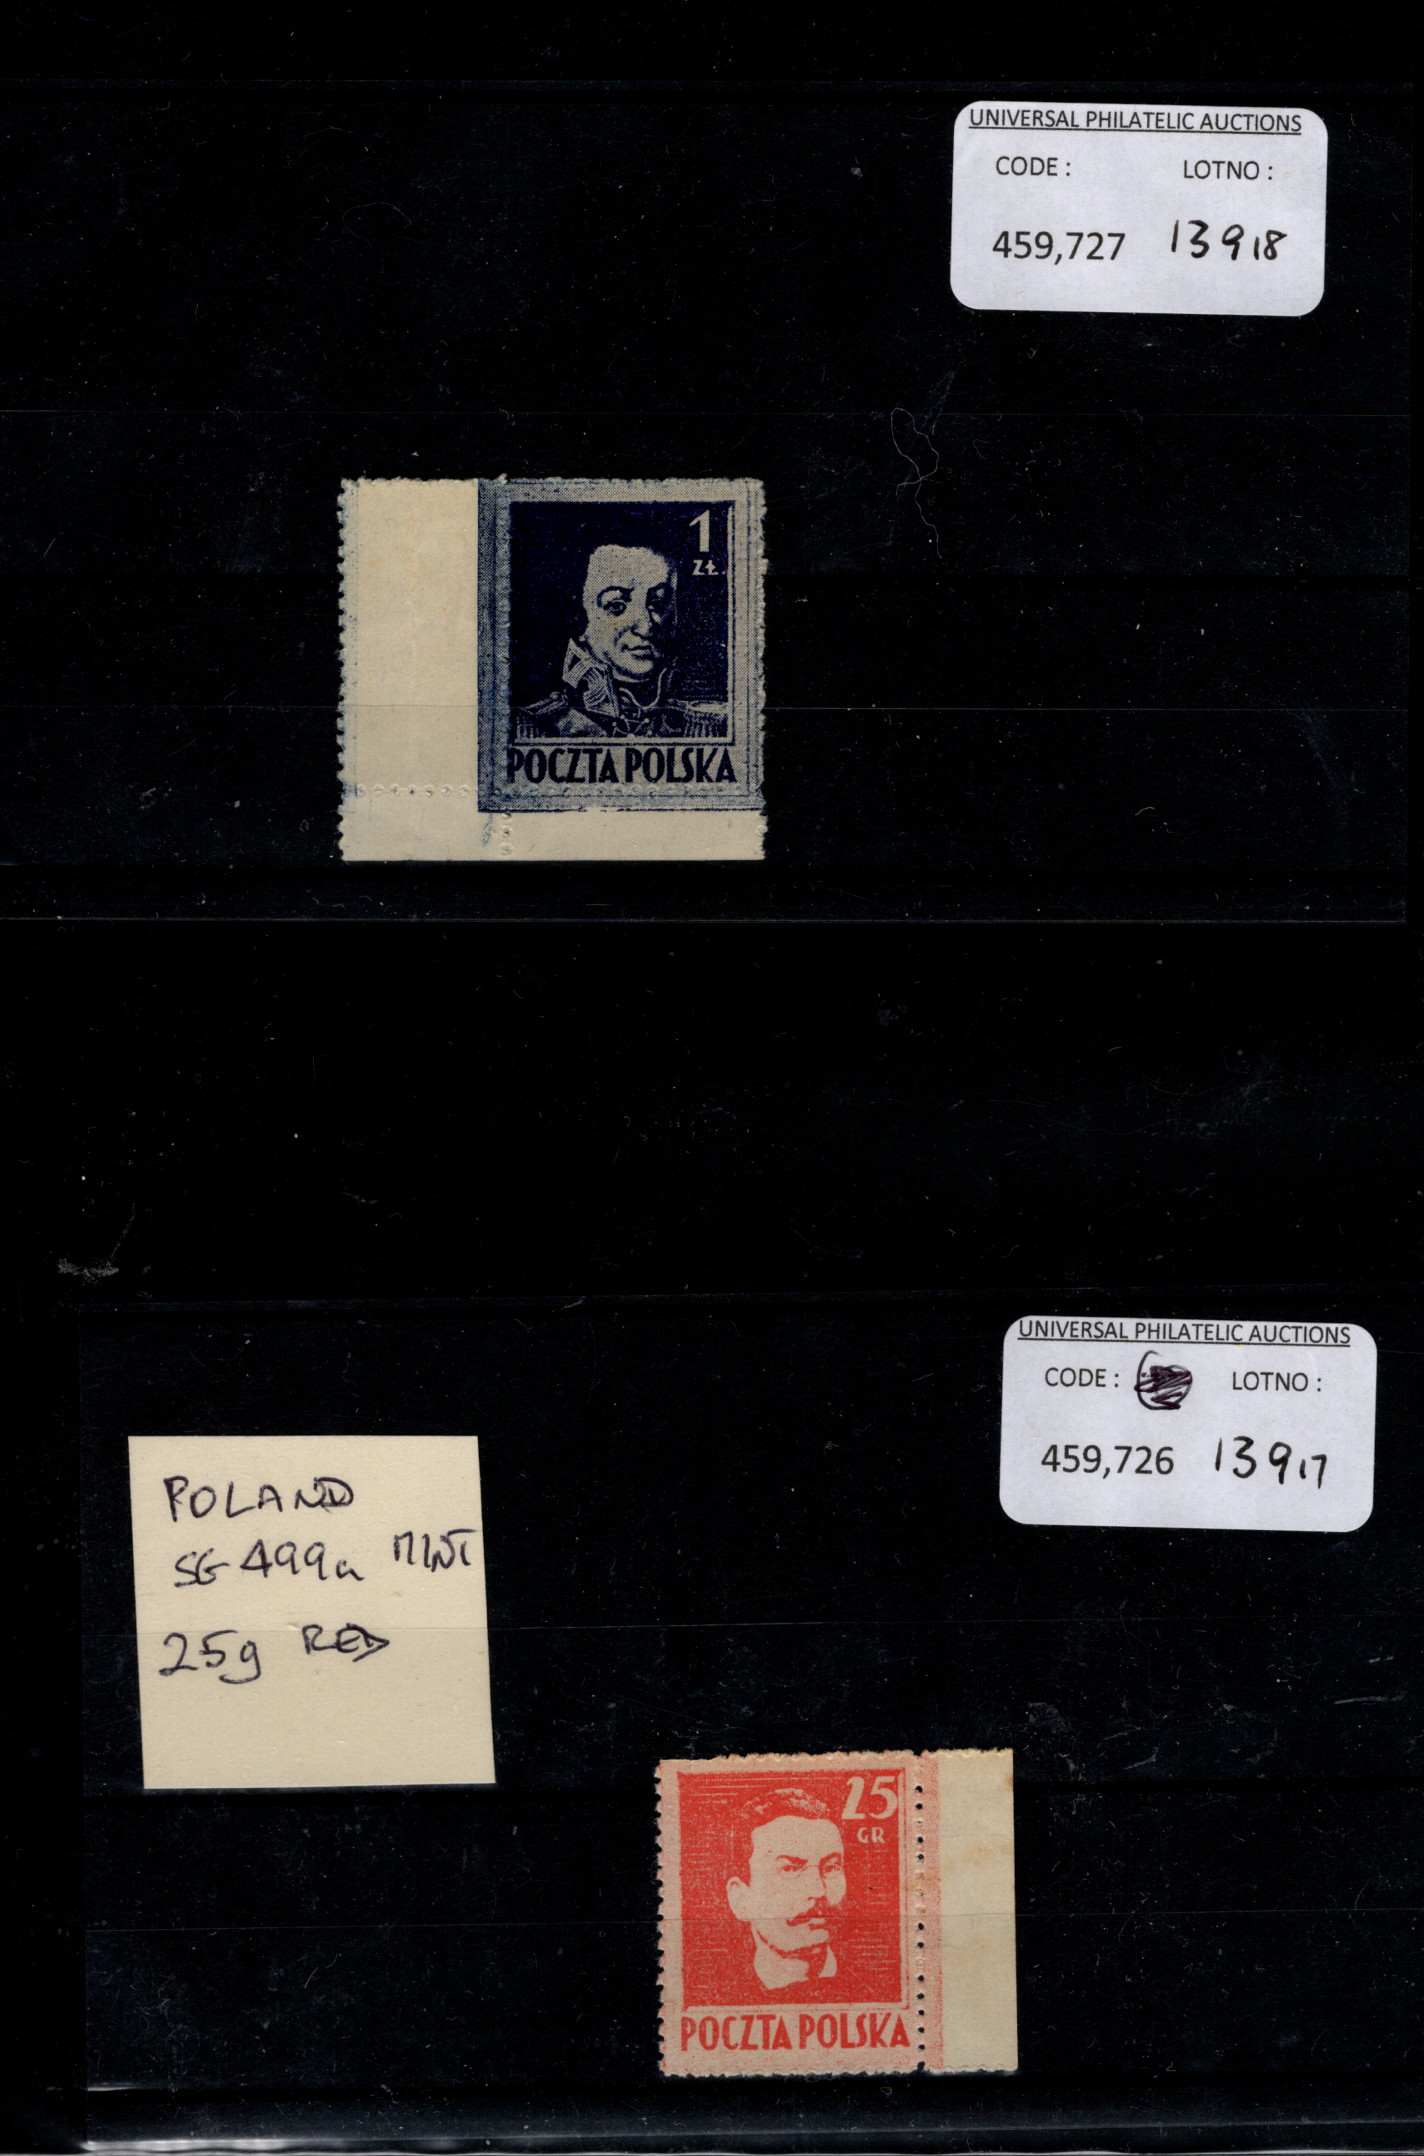 UNIVERSAL PHILATELIC AUCTIONS
CODE : LOTNO :
459,727 13918
1
ZŁ.
POCZTA POLSKA
UNIVERSAL PHILATELIC AUCTIONS
CODE : LOTNO :
459,726 13917
POLAND
SG 499a MINT
25g RED
25
GR
POCZTA POLSKA